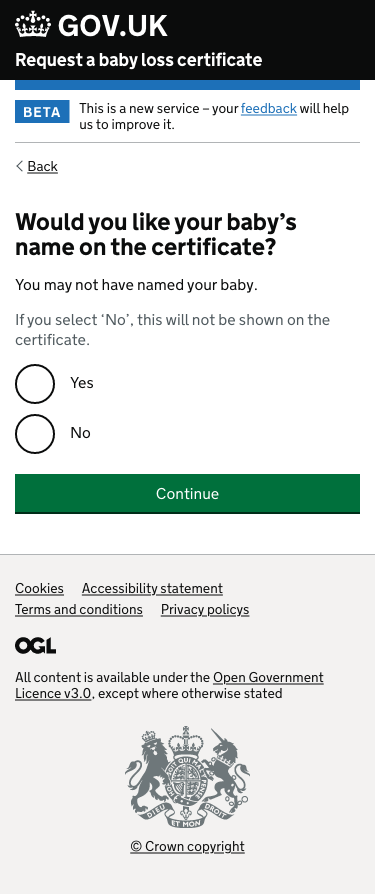 GOV.UK
Request a baby loss certificate
BETA
This is a new service – your feedback will help
us to improve it.
Back
Would you like your baby’s
name on the certificate?
You may not have named your baby.
If you select ‘No’, this will not be shown on the
certificate.
Yes
No
Continue
Cookies Accessibility statement
Terms and conditions Privacy policys
OGL
All content is available under the Open Government
Licence v3.0, except where otherwise stated
DIEU ET MON DROIT
© Crown copyright